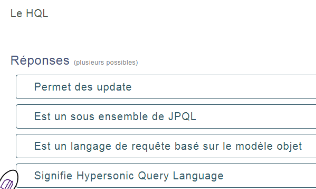 Le HQL
Réponses (plusieurs possibles)
Permet des update
Est un sous ensemble de JPQL
Est un langage de requête basé sur le modèle objet
Signifie Hypersonic Query Language